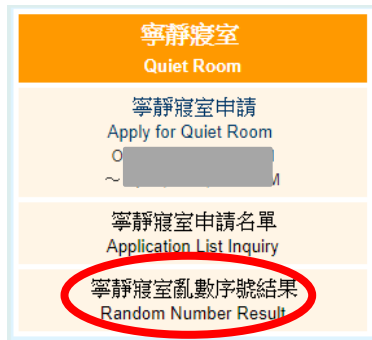 寧靜寢室
Quiet Room
寧靜寢室申請
Apply for Quiet Room
～
寧靜寢室申請名單
Application List Inquiry
寧靜寢室亂數序號結果
Random Number Result